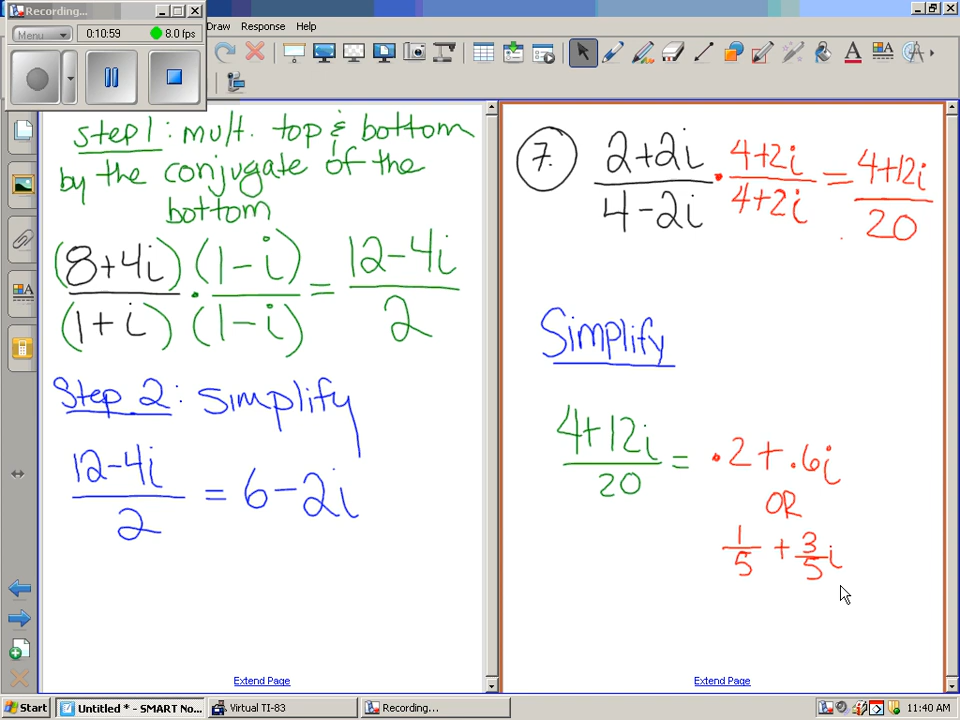 Recording...
0:10:59 8.0 fps
Menu
Draw Response Help
step 1: mult. top & bottom
by the conjugate of the
bottom
(8+4i)/(1+i) · (1-i)/(1-i) = 12-4i/2
Step 2: simplify
12-4i/2 = 6-2i
Extend Page
7. 2+2i/4-2i · 4+2i/4+2i = 4+12i/20
Simplify
4+12i/20 = .2 + .6i
OR
1/5 + 3/5i
Extend Page
Start Untitled * - SMART No... Virtual TI-83 Recording... 11:40 AM